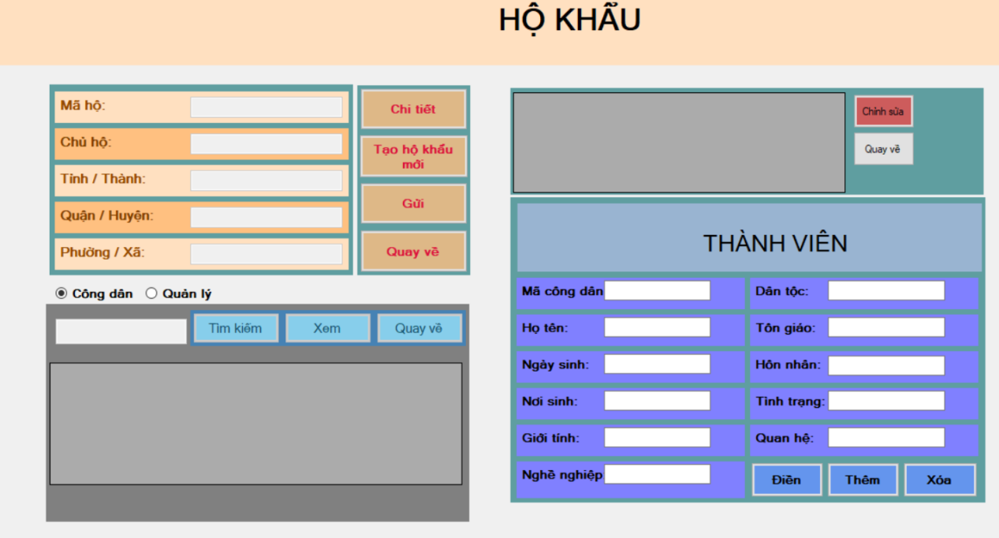 HỘ KHẨU
Mã hộ:
Chủ hộ:
Tỉnh / Thành:
Quận / Huyện:
Phường / Xã:
Chi tiết
Tạo hộ khẩu
mới
Gửi
Quay về
Công dân
Quản lý
Tìm kiếm
Xem
Quay về
Chỉnh sửa
Quay về
THÀNH VIÊN
Mã công dân
Họ tên:
Ngày sinh:
Nơi sinh:
Giới tính:
Nghề nghiệp
Dân tộc:
Tôn giáo:
Hôn nhân:
Tình trạng:
Quan hệ:
Điền
Thêm
Xóa